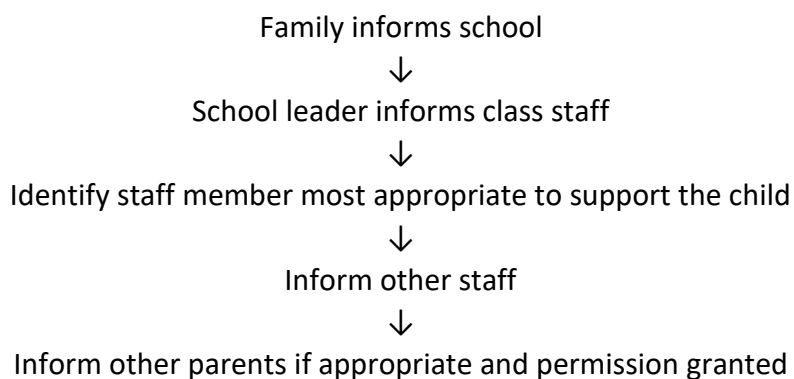 Family informs school
↓
School leader informs class staff
↓
Identify staff member most appropriate to support the child
↓
Inform other staff
↓
Inform other parents if appropriate and permission granted